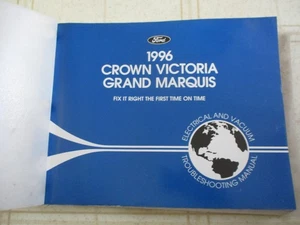 Ford
1996
CROWN VICTORIA
GRAND MARQUIS
FIX IT RIGHT THE FIRST TIME ON TIME
ELECTRICAL AND VACUUM
TROUBLESHOOTING MANUAL